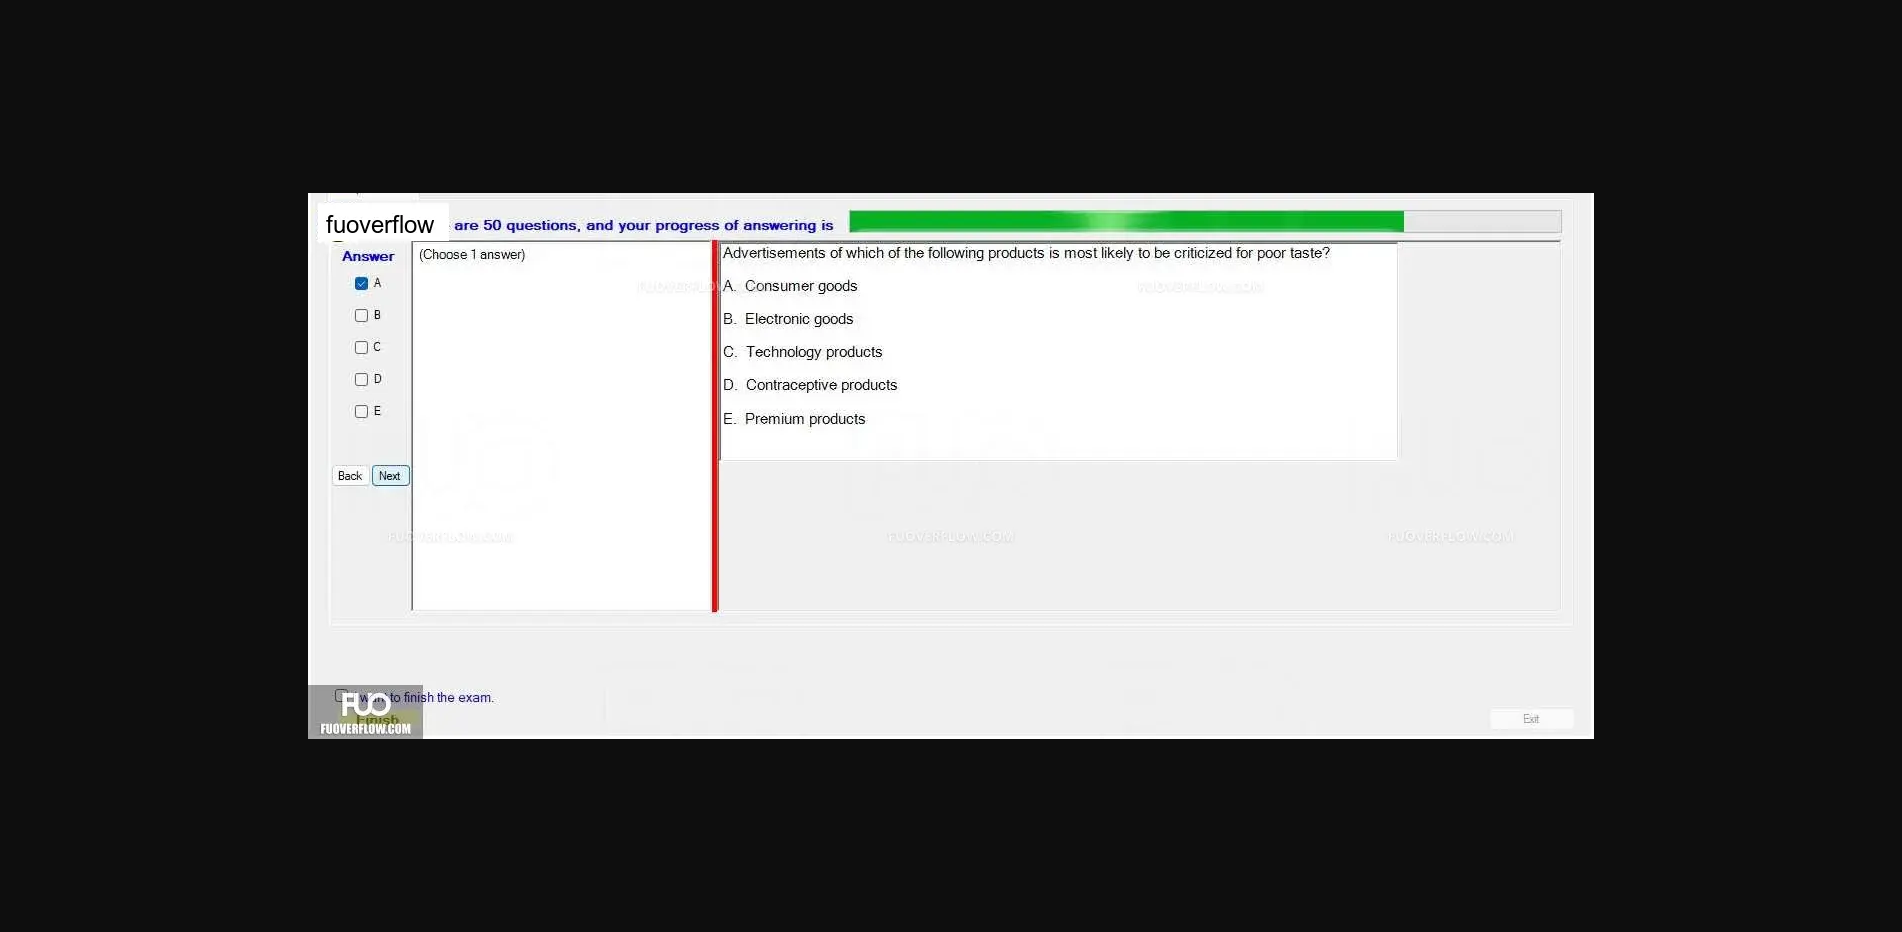 fuoverflow are 50 questions, and your progress of answering is
Answer
(Choose 1 answer)
A
B
C
D
E
Back Next
Advertisements of which of the following products is most likely to be criticized for poor taste?
A. Consumer goods
B. Electronic goods
C. Technology products
D. Contraceptive products
E. Premium products
FUOVERFLOW.COM
FUOVERFLOW.COM
FUOVERFLOW.COM
FUOVERFLOW.COM
want to finish the exam.
Finish
FUO
FUOVERFLOW.COM
Exit